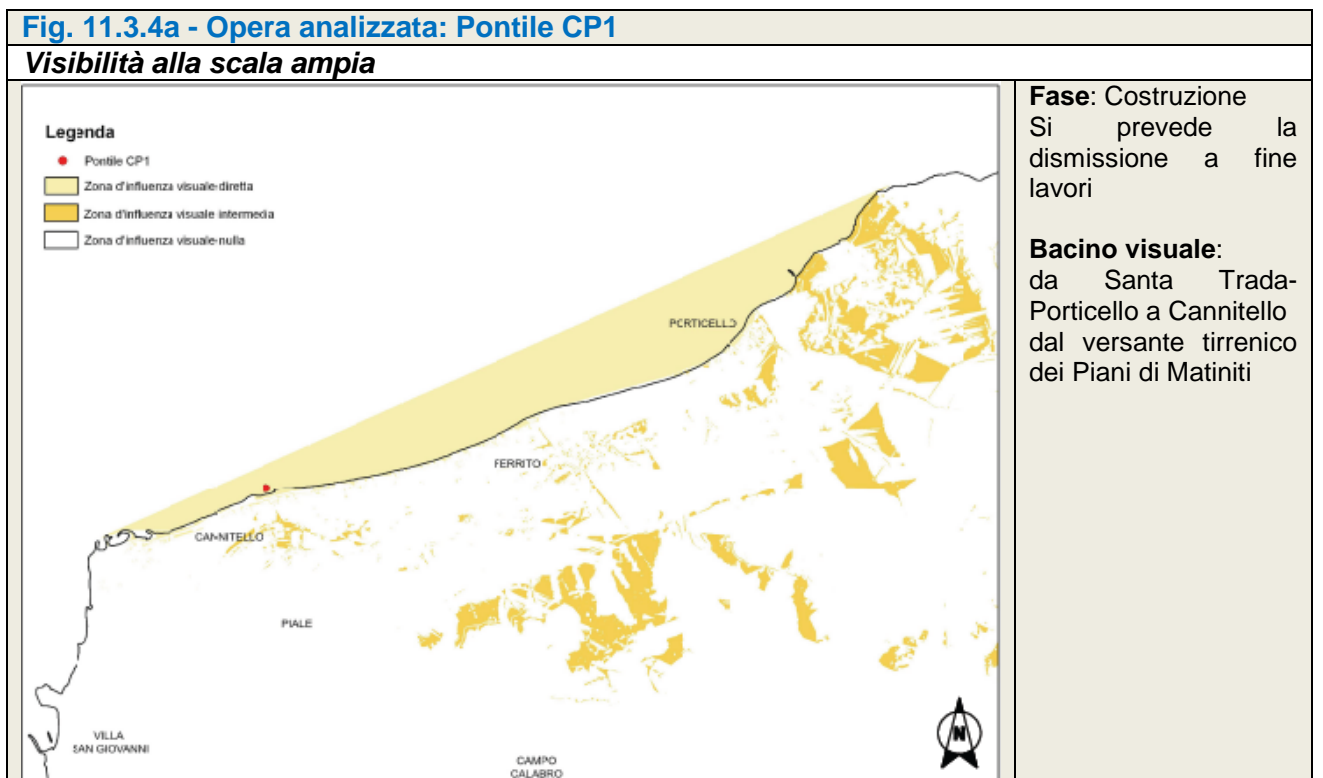 Fig. 11.3.4a - Opera analizzata: Pontile CP1
Visibilità alla scala ampia
Legenda
Pontile CP1
Zona d'influenza visuale-diretta
Zona d'influenza visuale intermedia
Zona d'influenza visuale-nulla
PORTICELLO
FERRITO
CANNITELLO
PIALE
VILLA
SAN GIOVANNI
CAMPO
CALABRO
N
Fase: Costruzione
Si prevede la
dismissione a fine
lavori
Bacino visuale:
da Santa Trada-
Porticello a Cannitello
dal versante tirrenico
dei Piani di Matiniti